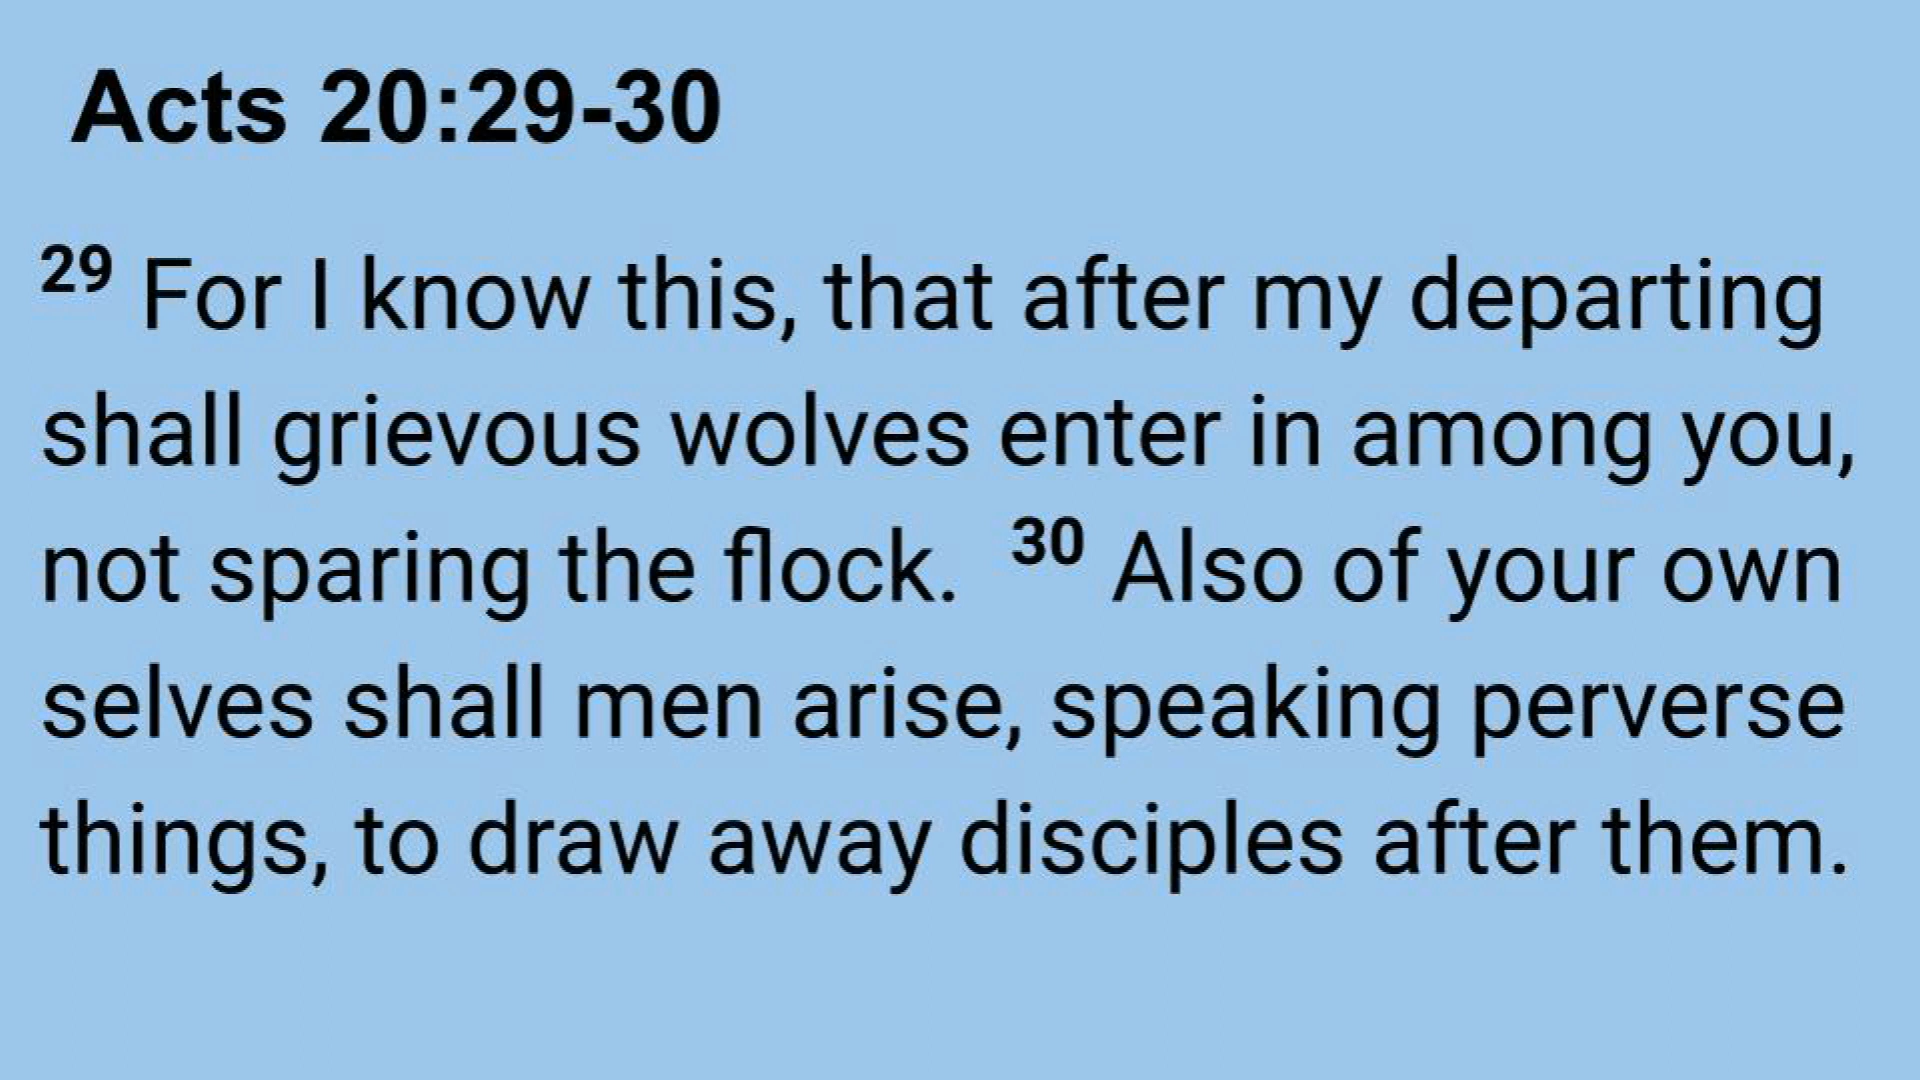 Acts 20:29-30
29 For I know this, that after my departing
shall grievous wolves enter in among you,
not sparing the flock. 30 Also of your own
selves shall men arise, speaking perverse
things, to draw away disciples after them.